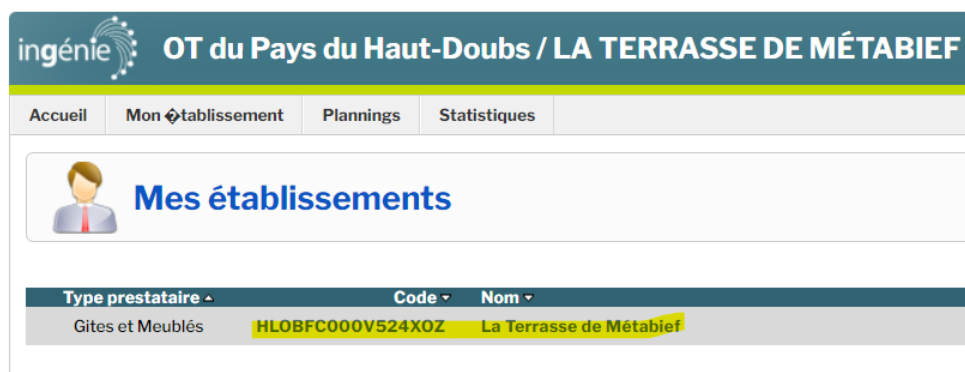 ingénie OT du Pays du Haut-Doubs / LA TERRASSE DE MÉTABIEF
Accueil Mon �tablissement Plannings Statistiques
Mes établissements
Type prestataire Code Nom
Gites et Meublés HLOBFC000V524XOZ La Terrasse de Métabief